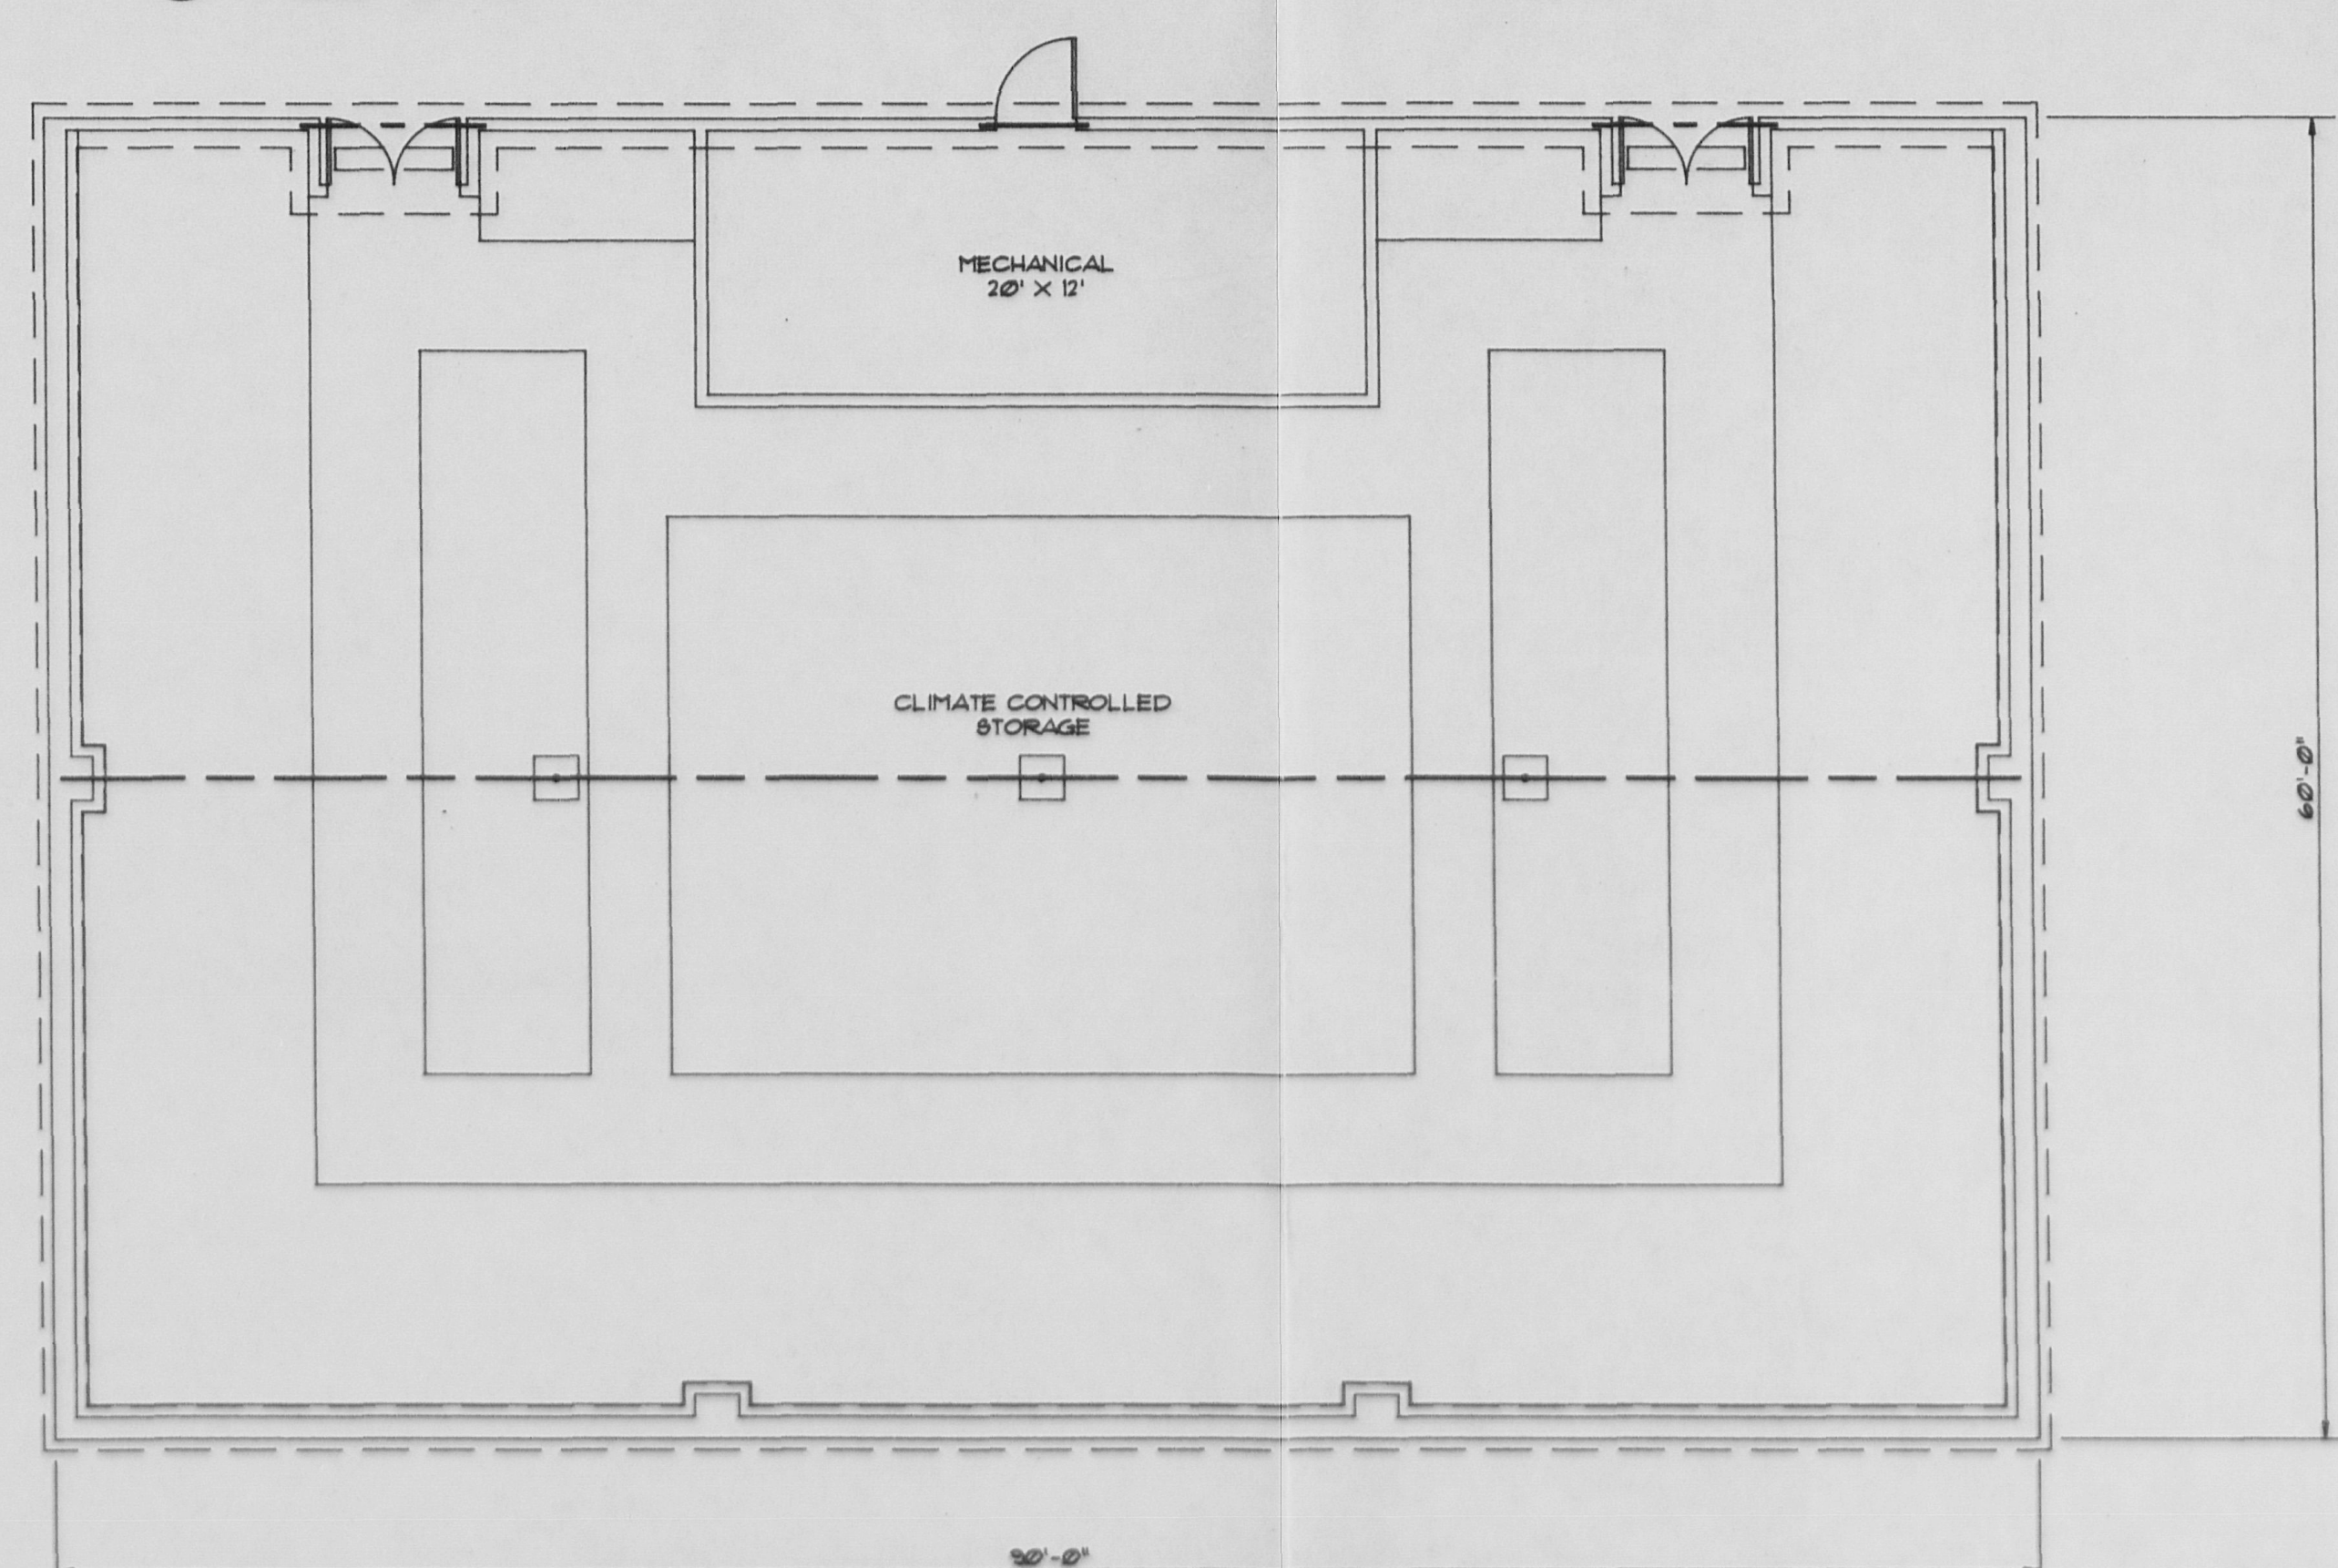 MECHANICAL
20' X 12'
CLIMATE CONTROLLED
STORAGE
60'-0"
90'-0"